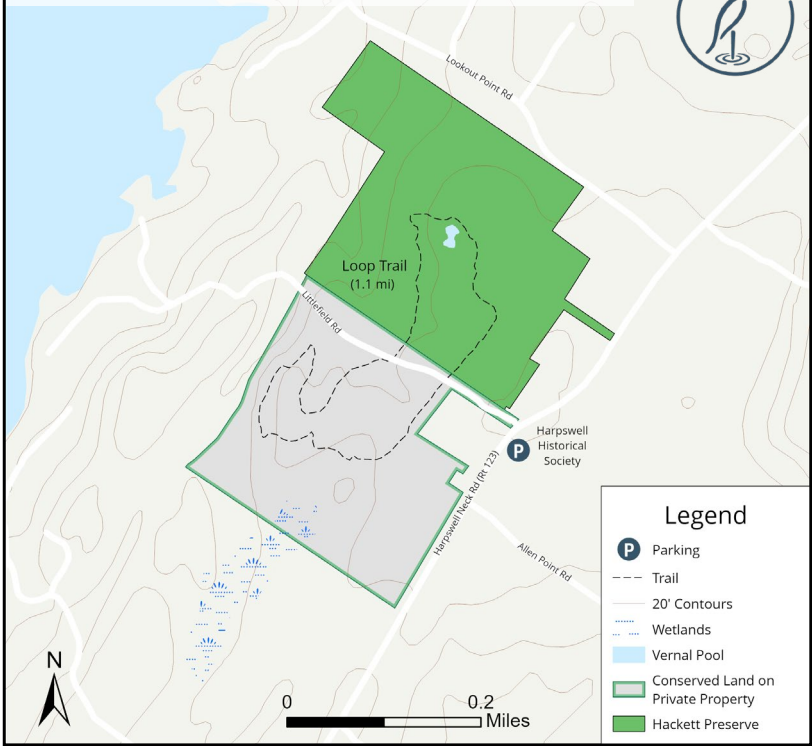 Lookout Point Rd
Loop Trail
(1.1 mi)
Littlefield Rd
Harpswell
Historical
Society
P
Harpswell Neck Rd (Rt 123)
Allen Point Rd
Legend
P Parking
Trail
20' Contours
Wetlands
Vernal Pool
Conserved Land on
Private Property
Hackett Preserve
N
0 0.2
Miles